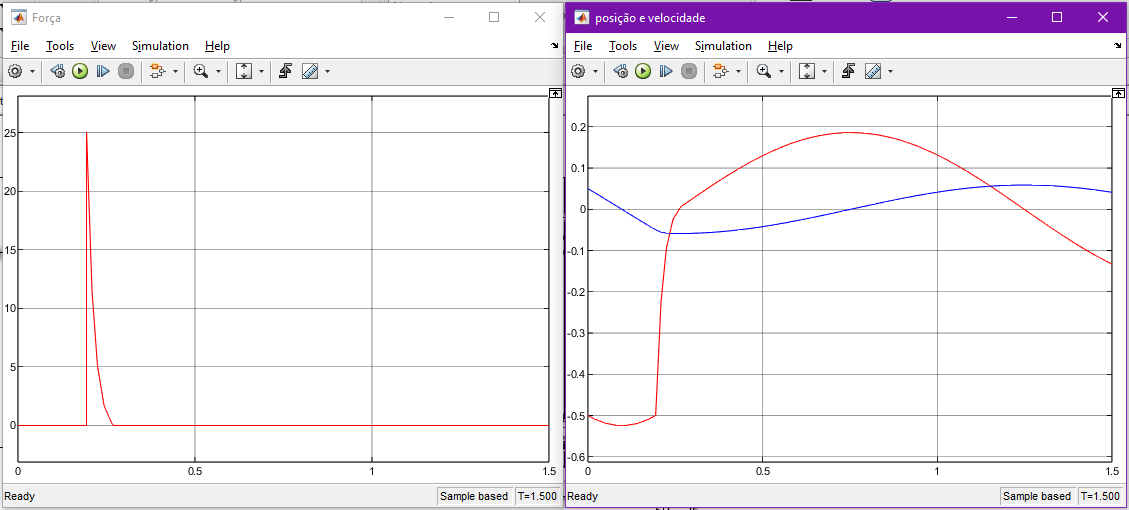 Força
File Tools View Simulation Help
25
20
15
10
5
0
0 0.5 1 1.5
Ready Sample based T=1.500
posição e velocidade
File Tools View Simulation Help
0.2
0.1
0
-0.1
-0.2
-0.3
-0.4
-0.5
-0.6
0 0.5 1 1.5
Ready Sample based T=1.500